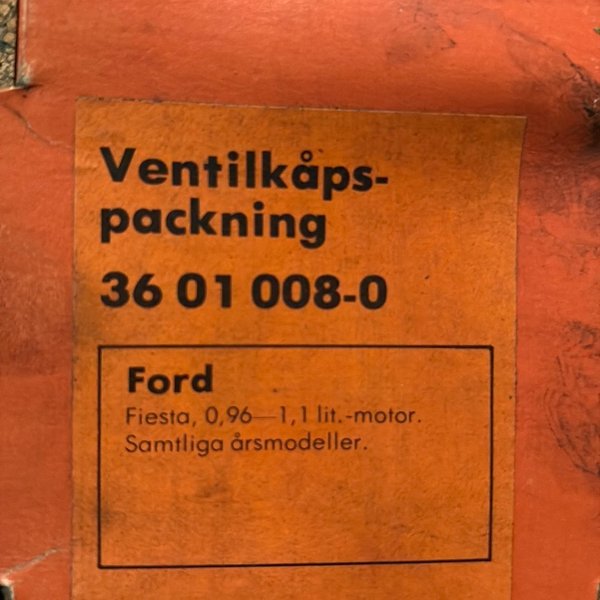 Ventilkåps-
packning
36 01 008-0
Ford
Fiesta, 0,96—1,1 lit.-motor.
Samtliga årsmodeller.